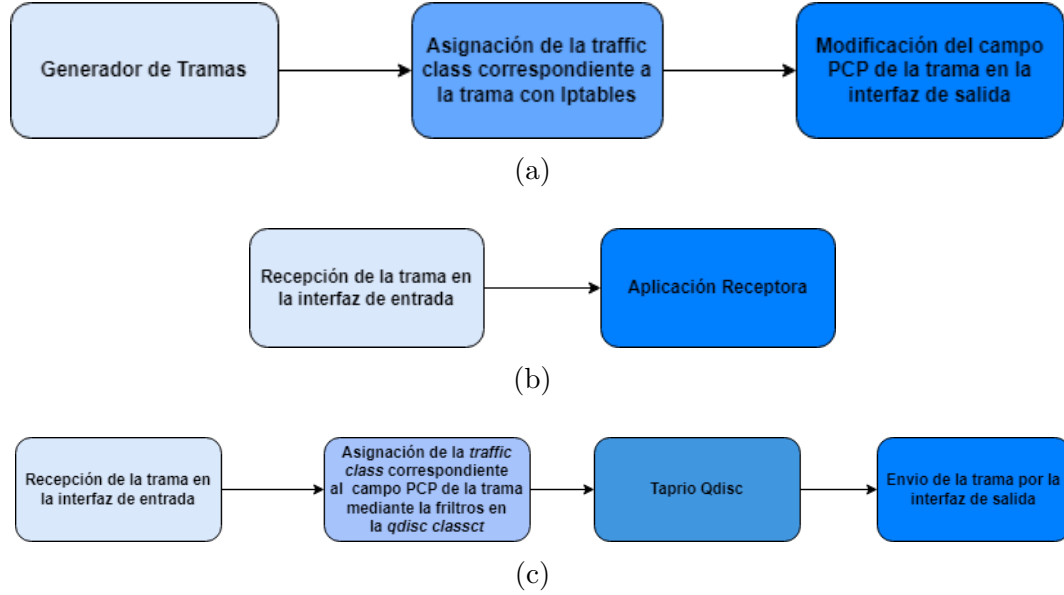 Generador de Tramas
Asignación de la traffic
class correspondiente a
la trama con Iptables
Modificación del campo
PCP de la trama en la
interfaz de salida
(a)
Recepción de la trama en
la interfaz de entrada
Aplicación Receptora
(b)
Recepción de la trama en
la interfaz de entrada
Asignación de la traffic
class correspondiente
al campo PCP de la trama
mediante la friltros en
la qdisc classct
Taprio Qdisc
Envio de la trama por la
interfaz de salida
(c)